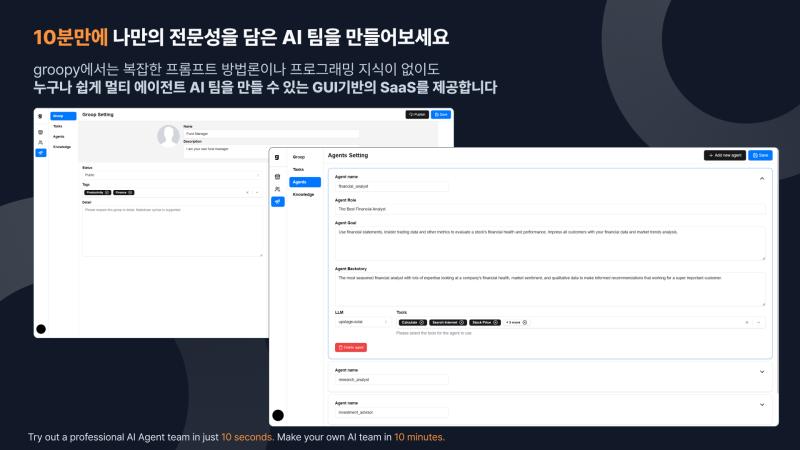 10분만에 나만의 전문성을 담은 AI 팀을 만들어보세요
groopy에서는 복잡한 프롬프트 방법론이나 프로그래밍 지식이 없이도
누구나 쉽게 멀티 에이전트 AI 팀을 만들 수 있는 GUI기반의 SaaS를 제공합니다
g
Groop
Tasks
Agents
Knowledge
Groop Setting
Publish
Save
Name
Fund Manager
Description
I am your own fund manager
Status
Public
Tags
Productivity
Finance
Detail
Please request the group in detail. Markdown syntax is supported.
g
Groop
Tasks
Agents
Knowledge
Agents Setting
+ Add new agent
Save
Agent name
financial_analyst
Agent Role
The Best Financial Analyst
Agent Goal
Use financial statements, insider trading data and other metrics to evaluate a stock's financial health and performance. Impress all customers with your financial data and market trends analysis.
Agent Backstory
The most seasoned financial analyst with lots of expertise looking at a company's financial health, market sentiment, and qualitative data to make informed recommendations that working for a super important customer.
LLM
upstage-solar
Tools
Calculate
Search Internet
Stock Price
+ 3 more
Please select the tools for the agent to use.
Delete agent
Agent name
research_analyst
Agent name
investment_advisor
Try out a professional AI Agent team in just 10 seconds. Make your own AI team in 10 minutes.